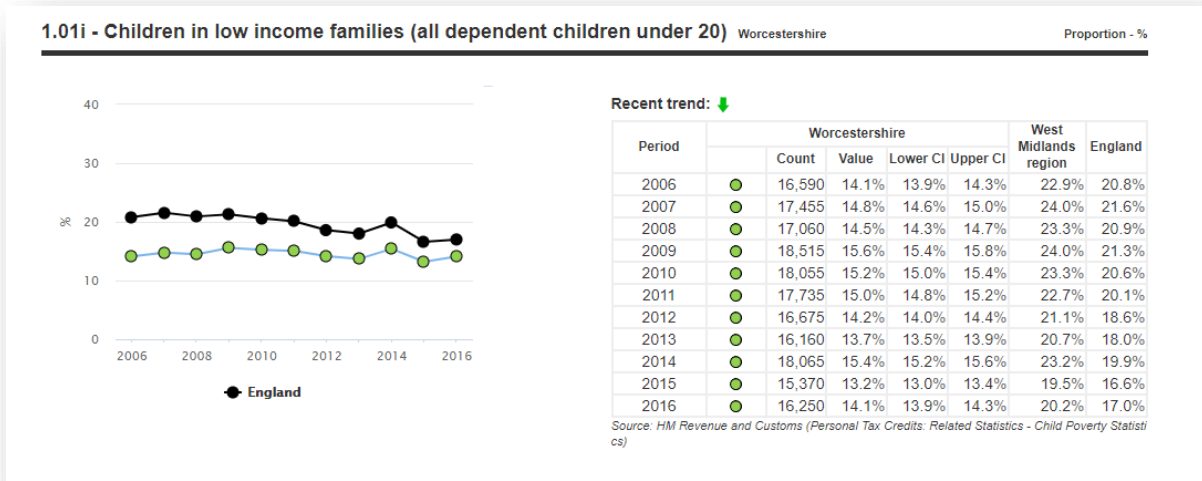 1.01i - Children in low income families (all dependent children under 20) Worcestershire Proportion - %
40
30
20
10
0
%
2006 2008 2010 2012 2014 2016
England
Recent trend:
Period Worcestershire West Midlands region England
Count Value Lower CI Upper CI
2006 16,590 14.1% 13.9% 14.3% 22.9% 20.8%
2007 17,455 14.8% 14.6% 15.0% 24.0% 21.6%
2008 17,060 14.5% 14.3% 14.7% 23.3% 20.9%
2009 18,515 15.6% 15.4% 15.8% 24.0% 21.3%
2010 18,055 15.2% 15.0% 15.4% 23.3% 20.6%
2011 17,735 15.0% 14.8% 15.2% 22.7% 20.1%
2012 16,675 14.2% 14.0% 14.4% 21.1% 18.6%
2013 16,160 13.7% 13.5% 13.9% 20.7% 18.0%
2014 18,065 15.4% 15.2% 15.6% 23.2% 19.9%
2015 15,370 13.2% 13.0% 13.4% 19.5% 16.6%
2016 16,250 14.1% 13.9% 14.3% 20.2% 17.0%
Source: HM Revenue and Customs (Personal Tax Credits: Related Statistics - Child Poverty Statisti
cs)